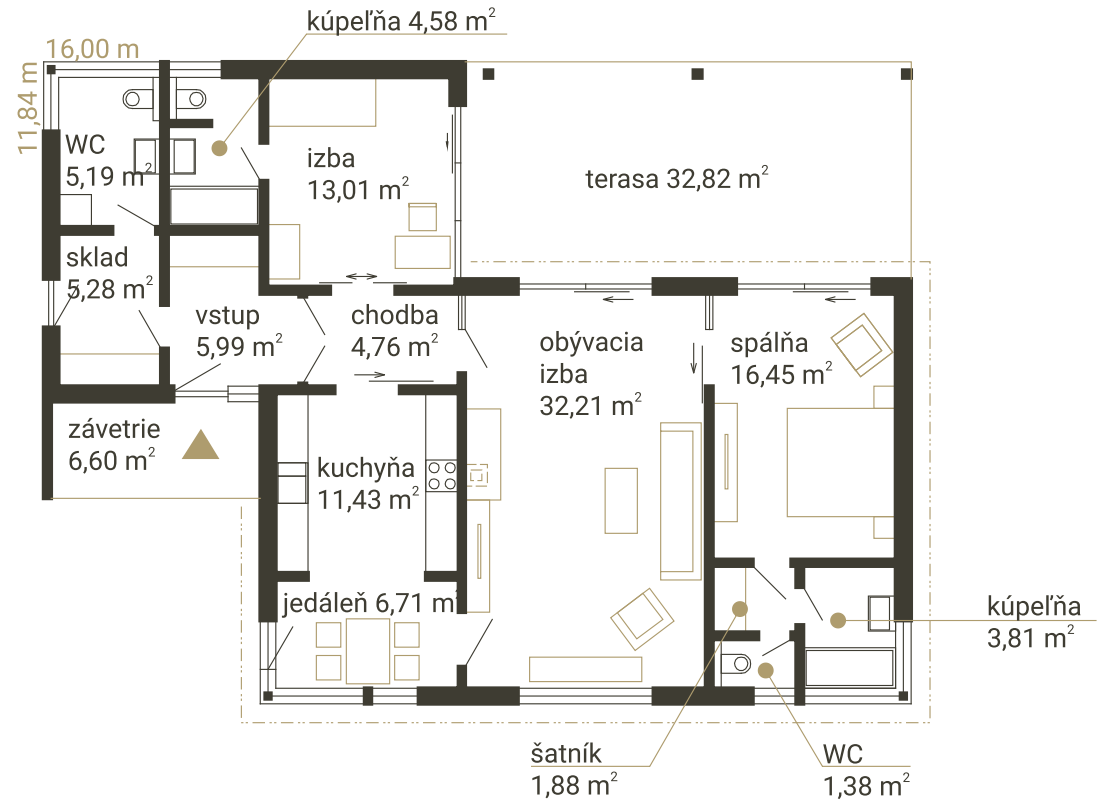 kúpeľňa 4,58 m²
16,00 m
11,84 m
WC
5,19 m²
izba
13,01 m²
terasa 32,82 m²
sklad
5,28 m²
vstup
5,99 m²
chodba
4,76 m²
obývacia
izba
32,21 m²
spálňa
16,45 m²
závetrie
6,60 m²
kuchyňa
11,43 m²
jedáleň 6,71 m²
kúpeľňa
3,81 m²
šatník
1,88 m²
WC
1,38 m²